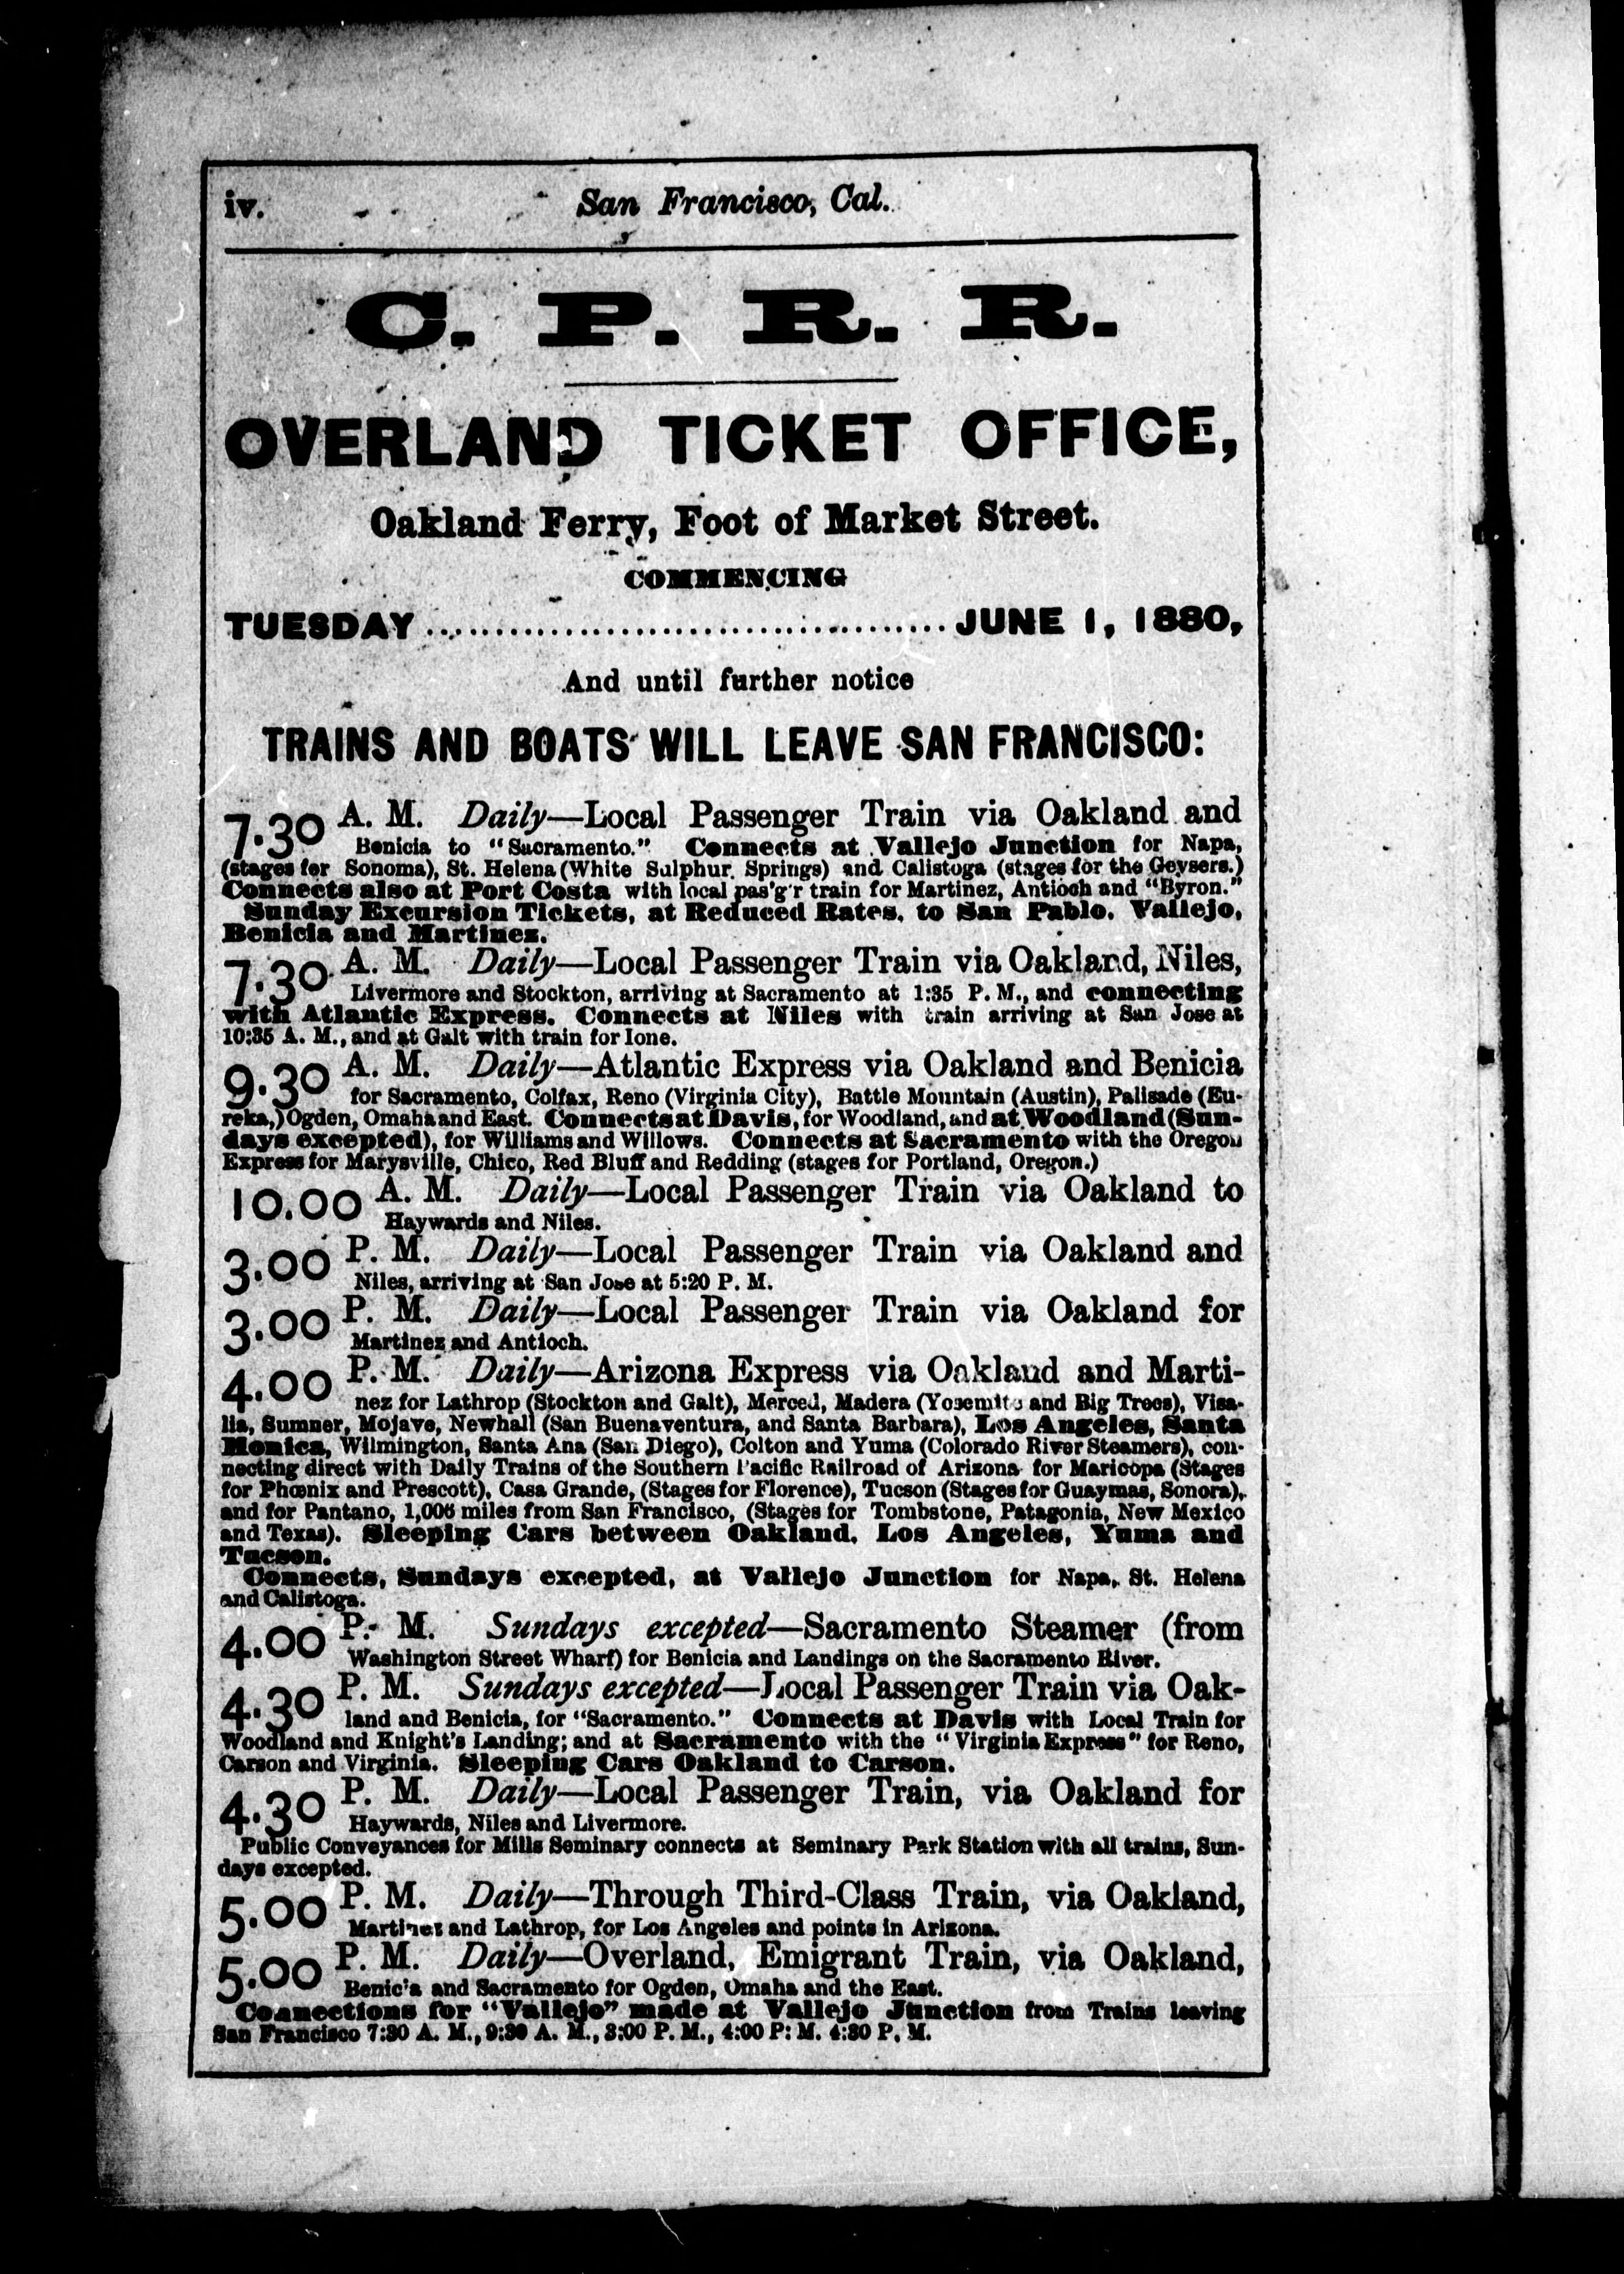 iv. San Francisco, Cal.
C. P. R. R.
OVERLAND TICKET OFFICE,
Oakland Ferry, Foot of Market Street.
COMMENCING
TUESDAY ........................................ JUNE 1, 1880,
And until further notice
TRAINS AND BOATS WILL LEAVE SAN FRANCISCO:
7.30 A. M. Daily—Local Passenger Train via Oakland and
Benicia to "Sacramento." Connects at Vallejo Junction for Napa,
(stages for Sonoma), St. Helena (White Sulphur Springs) and Calistoga (stages for the Geysers.)
Connects also at Port Costa with local pas'g'r train for Martinez, Antioch and "Byron."
Sunday Excursion Tickets, at Reduced Rates, to San Pablo, Vallejo,
Benicia and Martinez.
7.30 A. M. Daily—Local Passenger Train via Oakland, Niles,
Livermore and Stockton, arriving at Sacramento at 1:35 P. M., and connecting
with Atlantic Express. Connects at Niles with train arriving at San Jose at
10:35 A. M., and at Galt with train for Ione.
9.30 A. M. Daily—Atlantic Express via Oakland and Benicia
for Sacramento, Colfax, Reno (Virginia City), Battle Mountain (Austin), Palisade (Eu-
reka,) Ogden, Omaha and East. Connects at Davis, for Woodland, and at Woodland (Sun-
days excepted), for Williams and Willows. Connects at Sacramento with the Oregon
Express for Marysville, Chico, Red Bluff and Redding (stages for Portland, Oregon.)
10.00 A. M. Daily—Local Passenger Train via Oakland to
Haywards and Niles.
3.00 P. M. Daily—Local Passenger Train via Oakland and
Niles, arriving at San Jose at 5:20 P. M.
3.00 P. M. Daily—Local Passenger Train via Oakland for
Martinez and Antioch.
4.00 P. M. Daily—Arizona Express via Oakland and Marti-
nez for Lathrop (Stockton and Galt), Merced, Madera (Yosemite and Big Trees), Visa-
lia, Sumner, Mojave, Newhall (San Buenaventura, and Santa Barbara), Los Angeles, Santa
Monica, Wilmington, Santa Ana (San Diego), Colton and Yuma (Colorado River Steamers), con-
necting direct with Daily Trains of the Southern Pacific Railroad of Arizona for Maricopa (Stages
for Phœnix and Prescott), Casa Grande, (Stages for Florence), Tucson (Stages for Guaymas, Sonora),
and for Pantano, 1,006 miles from San Francisco, (Stages for Tombstone, Patagonia, New Mexico
and Texas). Sleeping Cars between Oakland, Los Angeles, Yuma and
Tucson.
Connects, Sundays excepted, at Vallejo Junction for Napa, St. Helena
and Calistoga.
4.00 P. M. Sundays excepted—Sacramento Steamer (from
Washington Street Wharf) for Benicia and Landings on the Sacramento River.
4.30 P. M. Sundays excepted—Local Passenger Train via Oak-
land and Benicia, for "Sacramento." Connects at Davis with Local Train for
Woodland and Knight's Landing; and at Sacramento with the "Virginia Express" for Reno,
Carson and Virginia. Sleeping Cars Oakland to Carson.
4.30 P. M. Daily—Local Passenger Train, via Oakland for
Haywards, Niles and Livermore.
Public Conveyances for Mills Seminary connects at Seminary Park Station with all trains, Sun-
days excepted.
5.00 P. M. Daily—Through Third-Class Train, via Oakland,
Martinez and Lathrop, for Los Angeles and points in Arizona.
5.00 P. M. Daily—Overland, Emigrant Train, via Oakland,
Benicia and Sacramento for Ogden, Omaha and the East.
Connections for "Vallejo" made at Vallejo Junction from Trains leaving
San Francisco 7:30 A. M., 9:30 A. M., 3:00 P. M., 4:00 P. M. 4:30 P. M.